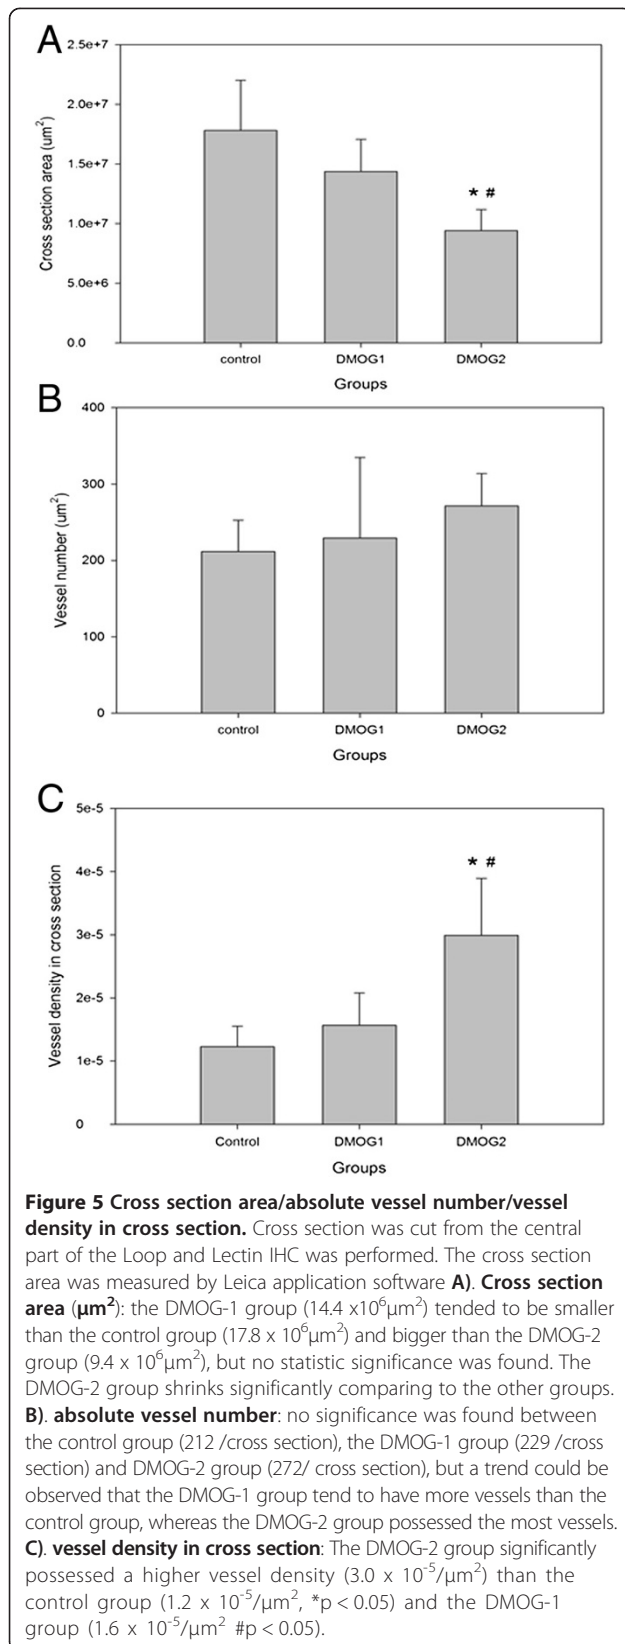 A
2.5e+7
2.0e+7
1.5e+7
1.0e+7
5.0e+6
0.0
Cross section area (um²)
* #
control DMOG1 DMOG2
Groups
B
400
300
200
100
0
Vessel number (um²)
control DMOG1 DMOG2
Groups
C
5e-5
4e-5
3e-5
2e-5
1e-5
0
Vessel density in cross section
* #
Control DMOG1 DMOG2
Groups
Figure 5 Cross section area/absolute vessel number/vessel
density in cross section. Cross section was cut from the central
part of the Loop and Lectin IHC was performed. The cross section
area was measured by Leica application software A). Cross section
area (µm²): the DMOG-1 group (14.4 x10⁶µm²) tended to be smaller
than the control group (17.8 x 10⁶µm²) and bigger than the DMOG-2
group (9.4 x 10⁶µm²), but no statistic significance was found. The
DMOG-2 group shrinks significantly comparing to the other groups.
B). absolute vessel number: no significance was found between
the control group (212 /cross section), the DMOG-1 group (229 /cross
section) and DMOG-2 group (272/ cross section), but a trend could be
observed that the DMOG-1 group tend to have more vessels than the
control group, whereas the DMOG-2 group possessed the most vessels.
C). vessel density in cross section: The DMOG-2 group significantly
possessed a higher vessel density (3.0 x 10⁻⁵/µm²) than the
control group (1.2 x 10⁻⁵/µm², *p < 0.05) and the DMOG-1
group (1.6 x 10⁻⁵/µm² #p < 0.05).